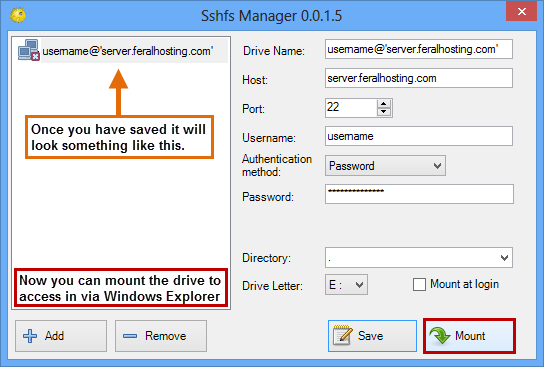 Sshfs Manager 0.0.1.5
username@'server.feralhosting.com'
Once you have saved it will
look something like this.
Now you can mount the drive to
access in via Windows Explorer
Add
Remove
Drive Name:
username@'server.feralhosting.com'
Host:
server.feralhosting.com
Port:
22
Username:
username
Authentication
method:
Password
Password:
**************
Directory:
.
Drive Letter:
E :
Mount at login
Save
Mount